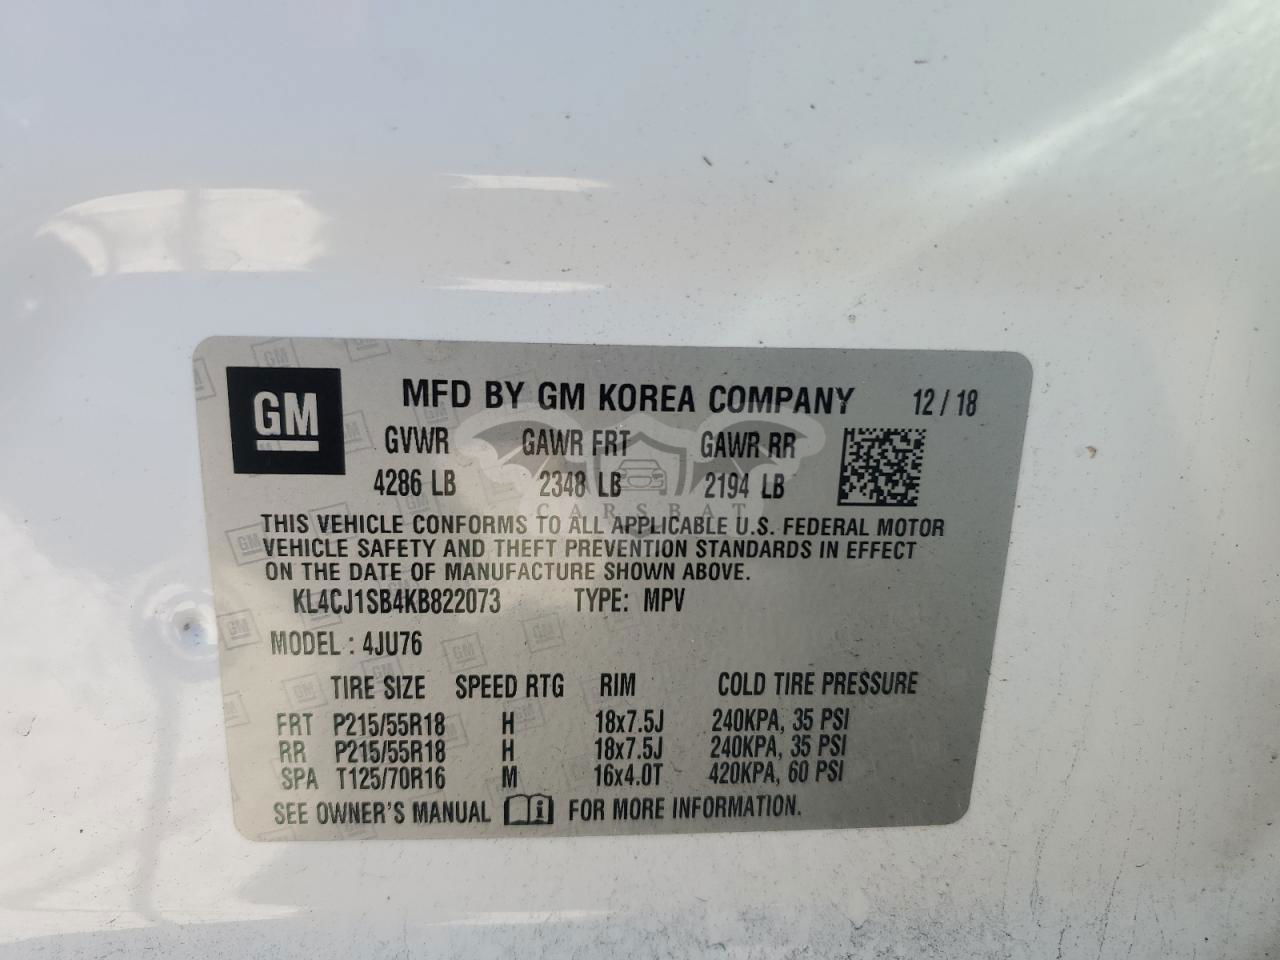 GM MFD BY GM KOREA COMPANY 12 / 18
GVWR GAWR FRT GAWR RR
4286 LB 2348 LB 2194 LB
CARSBAT
THIS VEHICLE CONFORMS TO ALL APPLICABLE U.S. FEDERAL MOTOR
VEHICLE SAFETY AND THEFT PREVENTION STANDARDS IN EFFECT
ON THE DATE OF MANUFACTURE SHOWN ABOVE.
KL4CJ1SB4KB822073 TYPE: MPV
MODEL : 4JU76
TIRE SIZE SPEED RTG RIM COLD TIRE PRESSURE
FRT P215/55R18 H 18x7.5J 240KPA, 35 PSI
RR P215/55R18 H 18x7.5J 240KPA, 35 PSI
SPA T125/70R16 M 16x4.0T 420KPA, 60 PSI
SEE OWNER'S MANUAL FOR MORE INFORMATION.